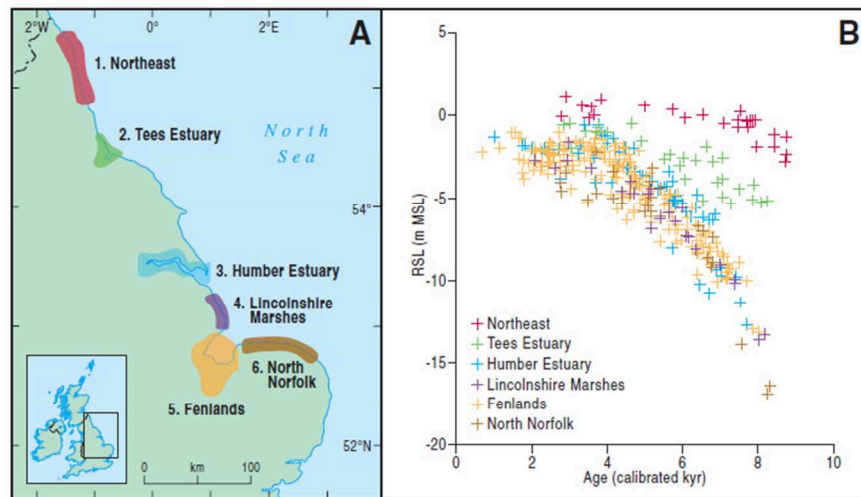 2°W
0°
2°E
A
1. Northeast
2. Tees Estuary
North
Sea
54°
3. Humber Estuary
4. Lincolnshire
Marshes
6. North
Norfolk
5. Fenlands
52°N
0
km
100
B
5
0
-5
-10
-15
-20
RSL (m MSL)
Northeast
Tees Estuary
Humber Estuary
Lincolnshire Marshes
Fenlands
North Norfolk
0
2
4
6
8
10
Age (calibrated kyr)